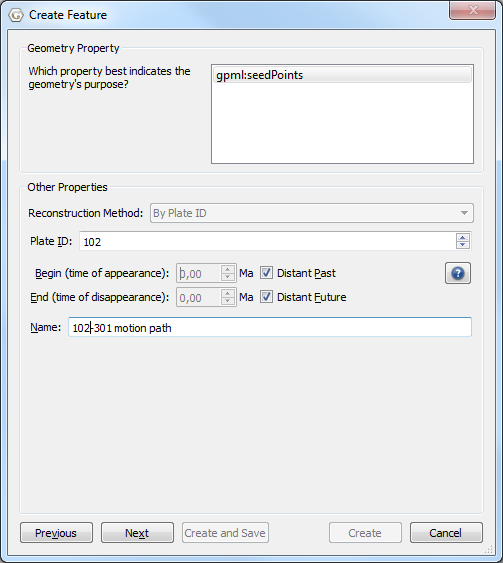 Create Feature
Geometry Property
Which property best indicates the
geometry's purpose?
gpml:seedPoints
Other Properties
Reconstruction Method: By Plate ID
Plate ID: 102
Begin (time of appearance): 0,00 Ma Distant Past
End (time of disappearance): 0,00 Ma Distant Future
Name: 102-301 motion path
Previous Next Create and Save Create Cancel